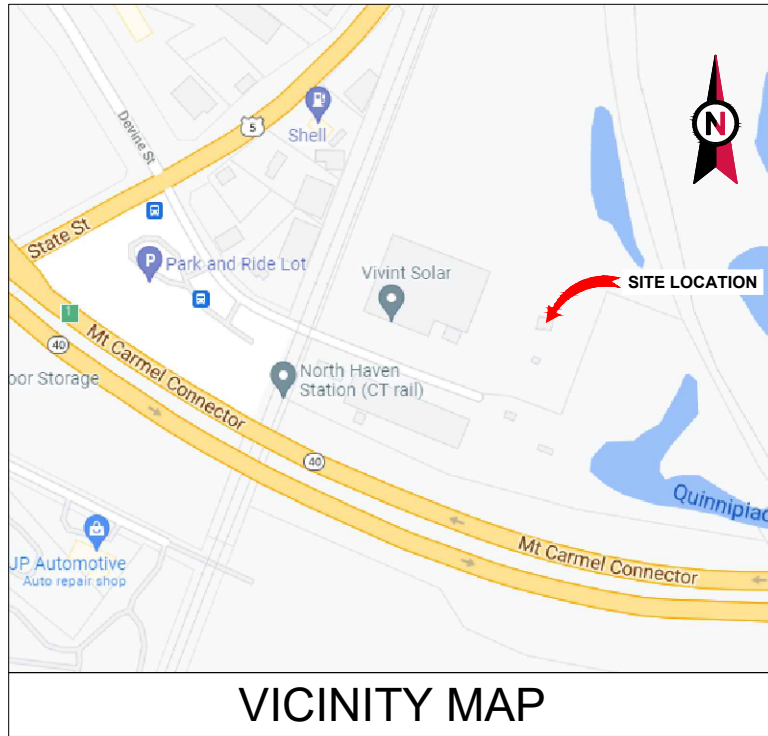 Devine St
5
Shell
N
State St
P
Park and Ride Lot
Vivint Solar
SITE LOCATION
1
40
Mt Carmel Connector
oor Storage
North Haven
Station (CT rail)
40
Quinnipiac
JP Automotive
Auto repair shop
Mt Carmel Connector
VICINITY MAP